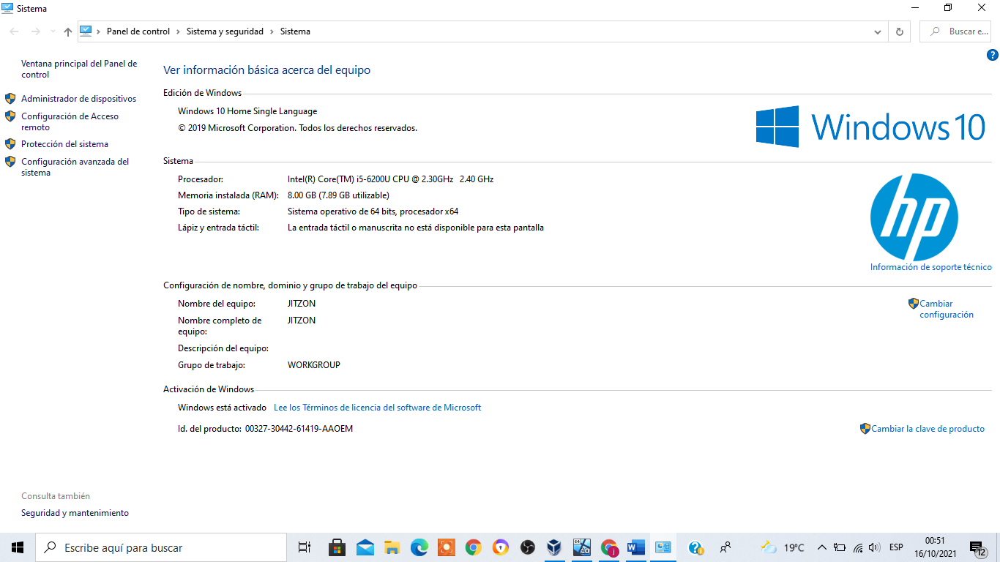 Sistema
Panel de control
Sistema y seguridad
Sistema
Buscar e...
Ventana principal del Panel de
control
Administrador de dispositivos
Configuración de Acceso
remoto
Protección del sistema
Configuración avanzada del
sistema
Ver información básica acerca del equipo
Edición de Windows
Windows 10 Home Single Language
© 2019 Microsoft Corporation. Todos los derechos reservados.
Windows 10
Sistema
Procesador: Intel(R) Core(TM) i5-6200U CPU @ 2.30GHz 2.40 GHz
Memoria instalada (RAM): 8.00 GB (7.89 GB utilizable)
Tipo de sistema: Sistema operativo de 64 bits, procesador x64
Lápiz y entrada táctil: La entrada táctil o manuscrita no está disponible para esta pantalla
hp
Información de soporte técnico
Configuración de nombre, dominio y grupo de trabajo del equipo
Nombre del equipo: JITZON
Cambiar
configuración
Nombre completo de JITZON
equipo:
Descripción del equipo:
Grupo de trabajo: WORKGROUP
Activación de Windows
Windows está activado Lee los Términos de licencia del software de Microsoft
Id. del producto: 00327-30442-61419-AAOEM
Cambiar la clave de producto
Consulta también
Seguridad y mantenimiento
Escribe aquí para buscar
19°C
ESP
00:51
16/10/2021
12